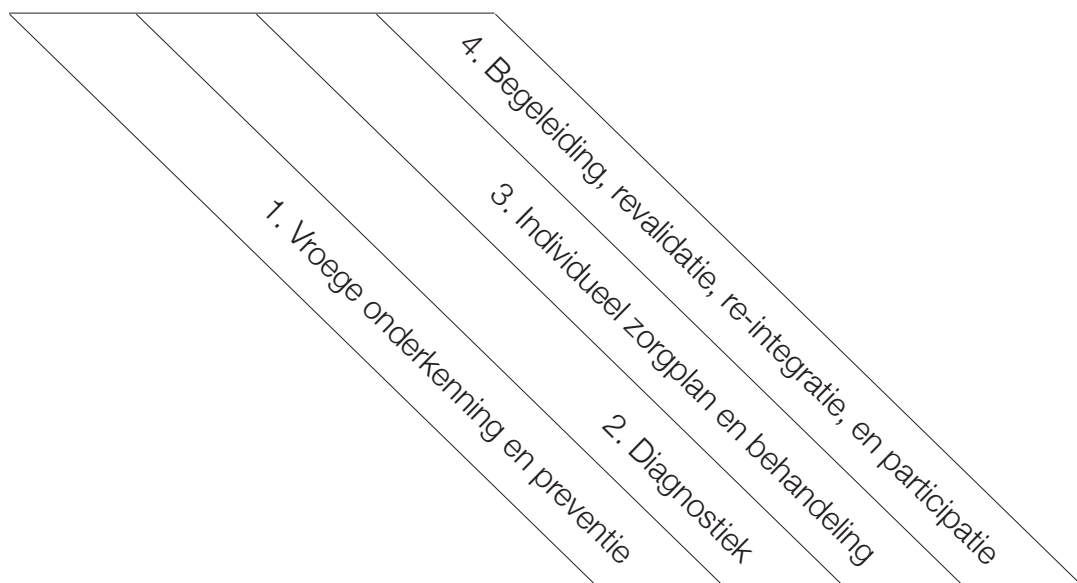 1. Vroege onderkenning en preventie
2. Diagnostiek
3. Individueel zorgplan en behandeling
4. Begeleiding, revalidatie, re-integratie, en participatie